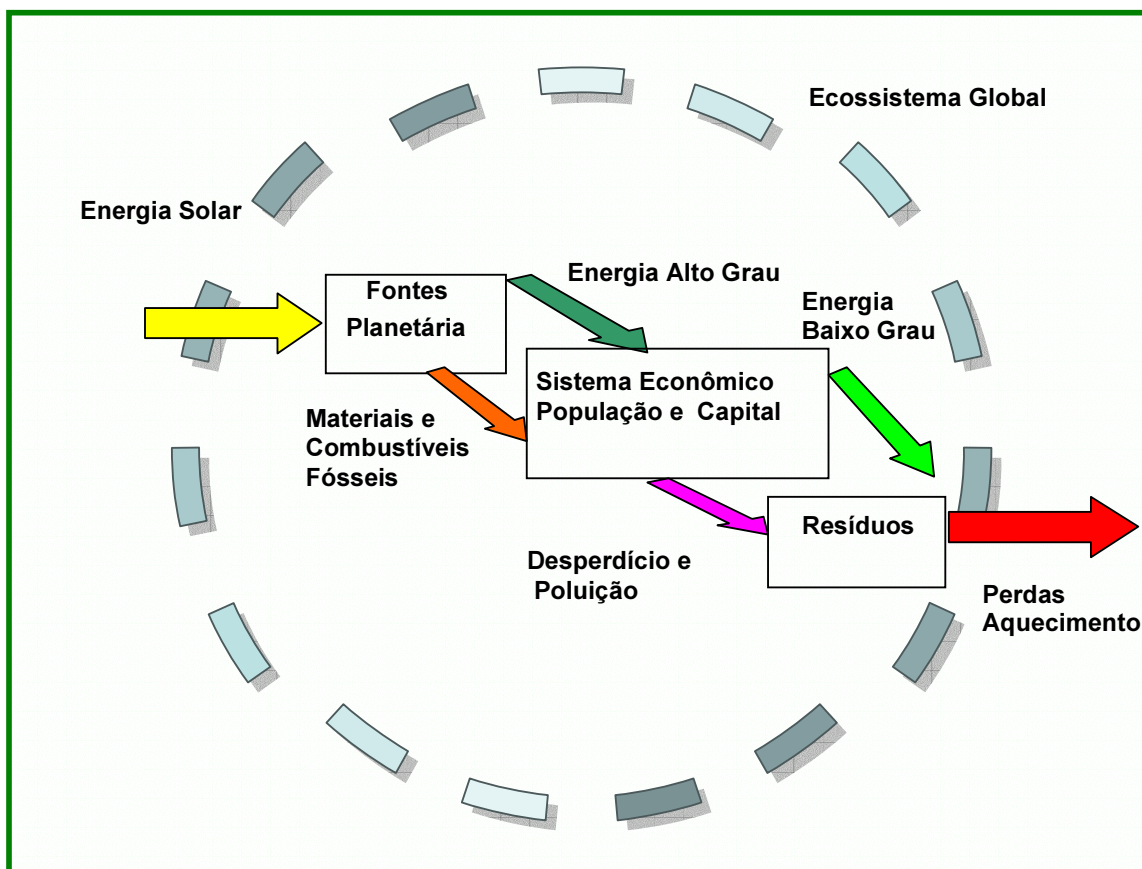 Ecossistema Global
Energia Solar
Energia Alto Grau
Fontes
Planetária
Energia
Baixo Grau
Sistema Econômico
População e Capital
Materiais e
Combustíveis
Fósseis
Resíduos
Desperdício e
Poluição
Perdas
Aquecimento